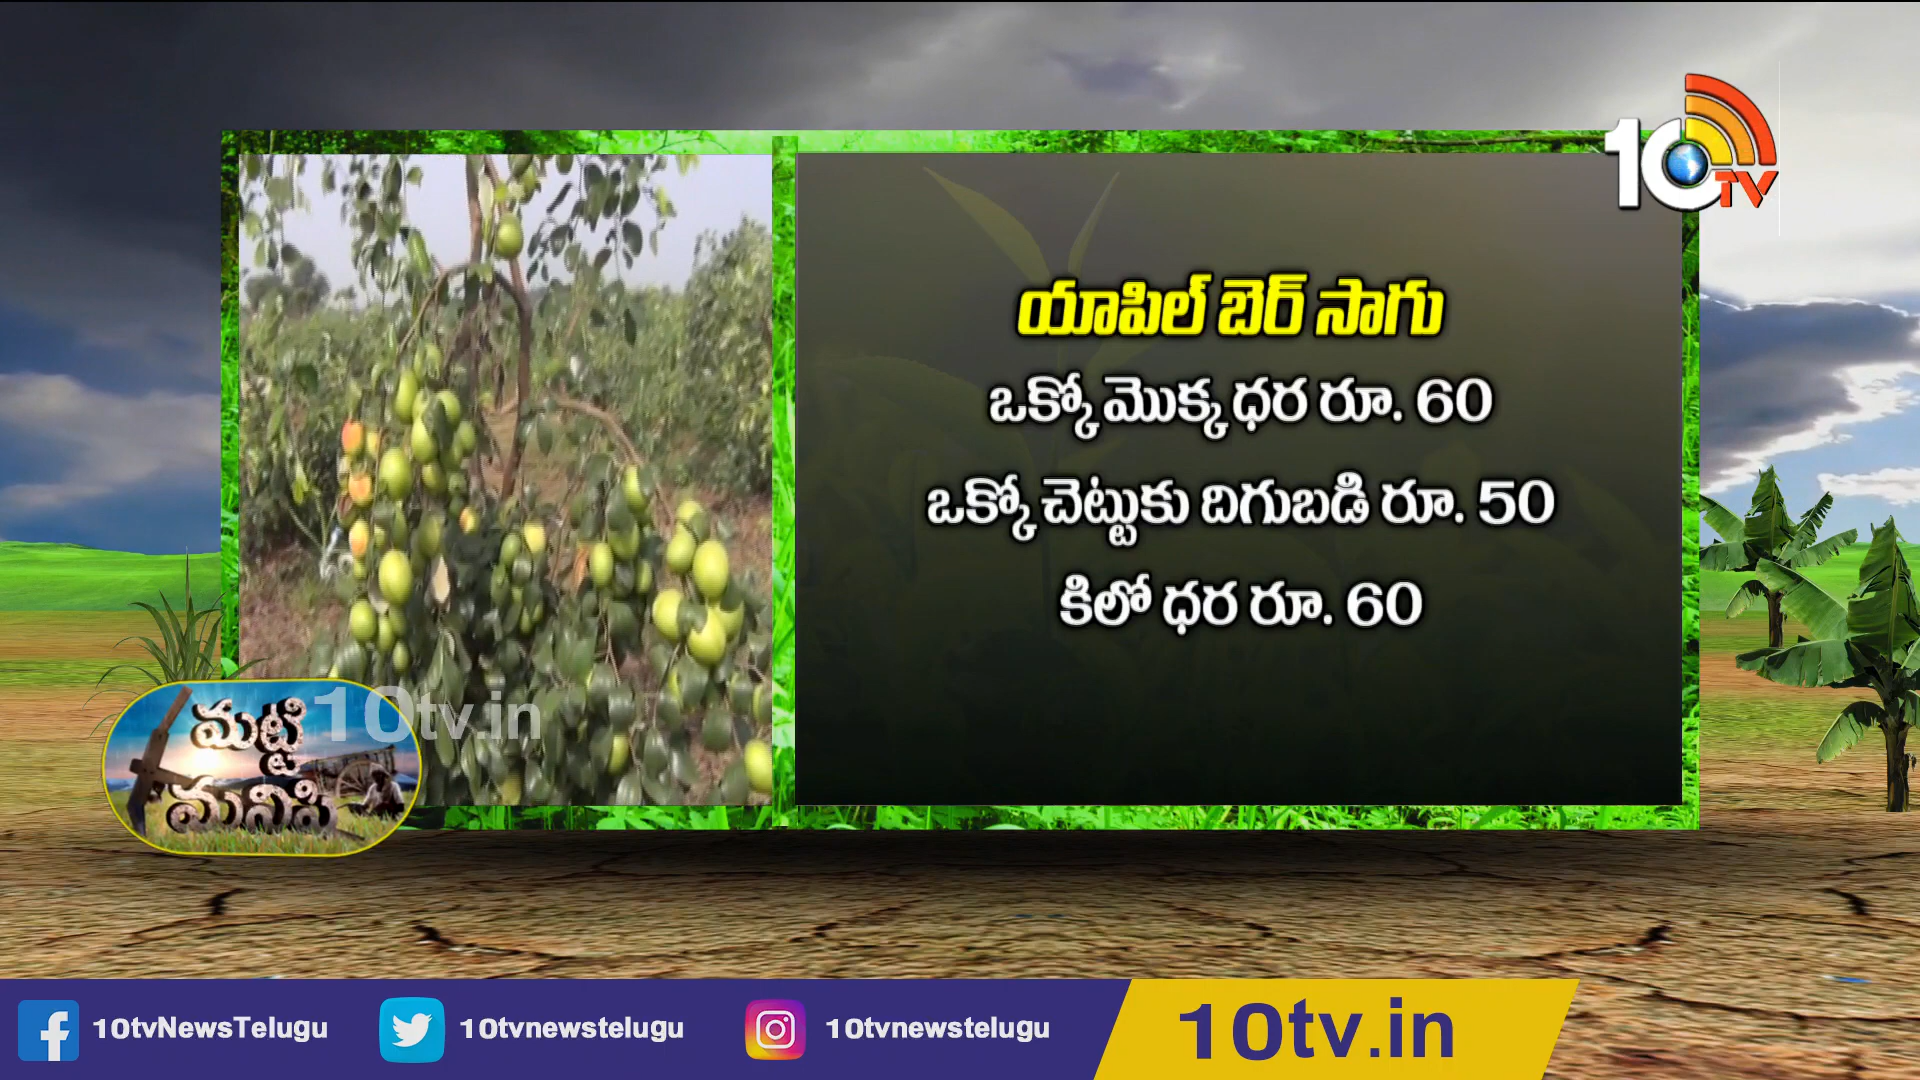 10TV
యాపిల్ బెర్ సాగు
ఒక్కో మొక్క ధర రూ. 60
ఒక్కో చెట్టుకు దిగుబడి రూ. 50
కిలో ధర రూ. 60
10tv.in
మట్టి
మనిషి
10tvNewsTelugu
10tvnewstelugu
10tvnewstelugu
10tv.in